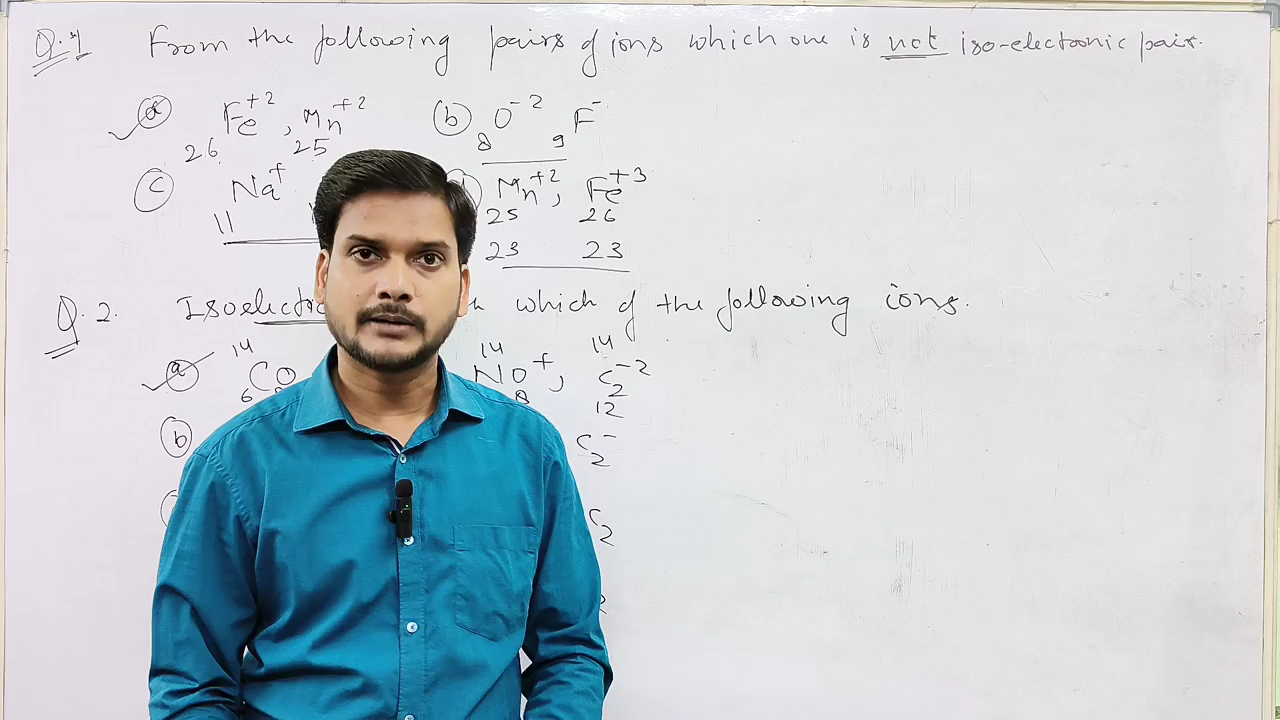 Q.1 From the following pairs of ions which one is not iso-electronic pair.
(a) Fe⁺², Mn⁺² (b) O⁻² F⁻
26 25 8 9
(c) Na⁺ Mn⁺², Fe⁺³
11 25 26
23 23
Q.2. which of the following ions.
14 14 14
(a) CO NO⁺, C₂⁻²
6 8 12
(b) C₂⁻
C₂